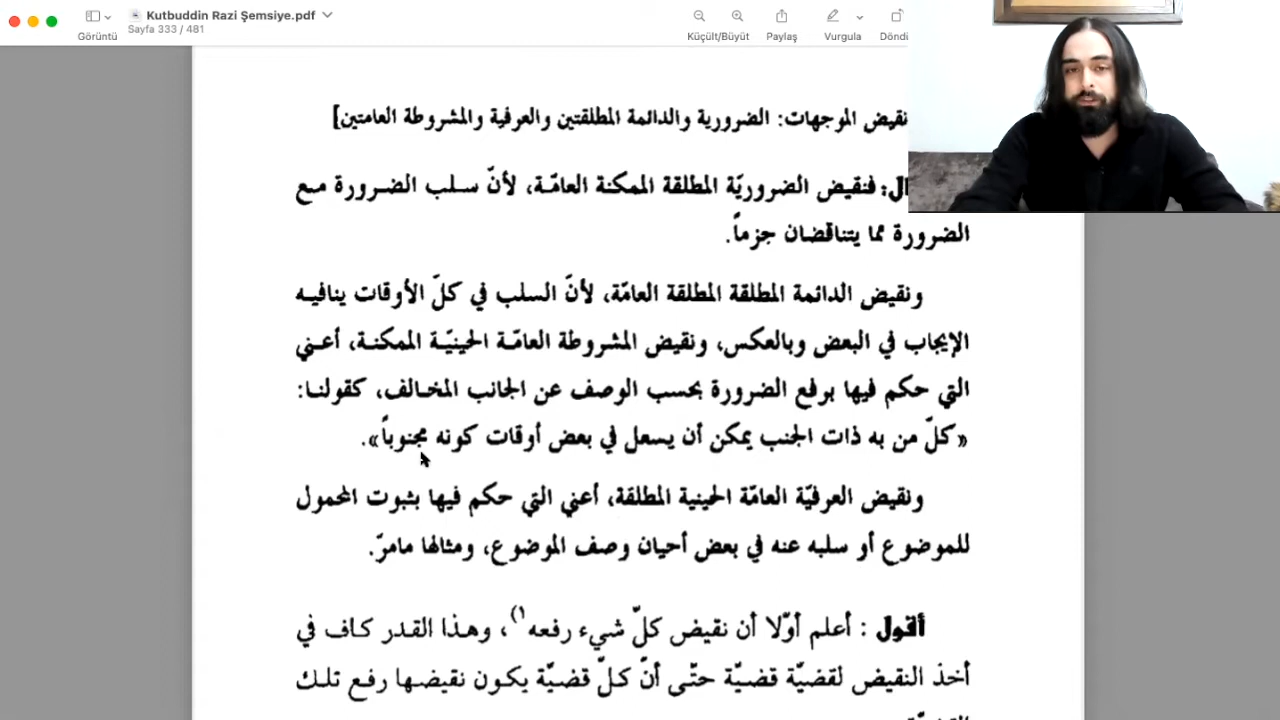 Kutbuddin Razi Şemsiye.pdf
Sayfa 333 / 481
Görüntü
Küçült/Büyüt
Paylaş
Vurgula
Döndü
نقيض الموجهات: الضرورية والدائمة المطلقتين والعرفية والمشروطة العامتين]
ال: فنقيض الضروريّة المطلقة الممكنة العامّة، لأنّ سلب الضرورة مع
الضرورة مما يتناقضان جزماً.
ونقيض الدائمة المطلقة المطلقة العامّة، لأنّ السلب في كلّ الأوقات ينافيه
الإيجاب في البعض وبالعكس، ونقيض المشروطة العامّة الحينيّة الممكنة، أعني
التي حكم فيها برفع الضرورة بحسب الوصف عن الجانب المخالف، كقولنا:
«كلّ من به ذات الجنب يمكن أن يسعل في بعض أوقات كونه مجنوباً».
ونقيض العرفيّة العامّة الحينية المطلقة، أعني التي حكم فيها بثبوت المحمول
للموضوع أو سلبه عنه في بعض أحيان وصف الموضوع، ومثالها مامرّ.
أقول : أعلم أوّلا أن نقيض كلّ شيء رفعه(١)، وهذا القدر كاف في
أخذ النقيض لقضيّة قضيّة حتّى أنّ كلّ قضيّة يكون نقيضها رفع تلك